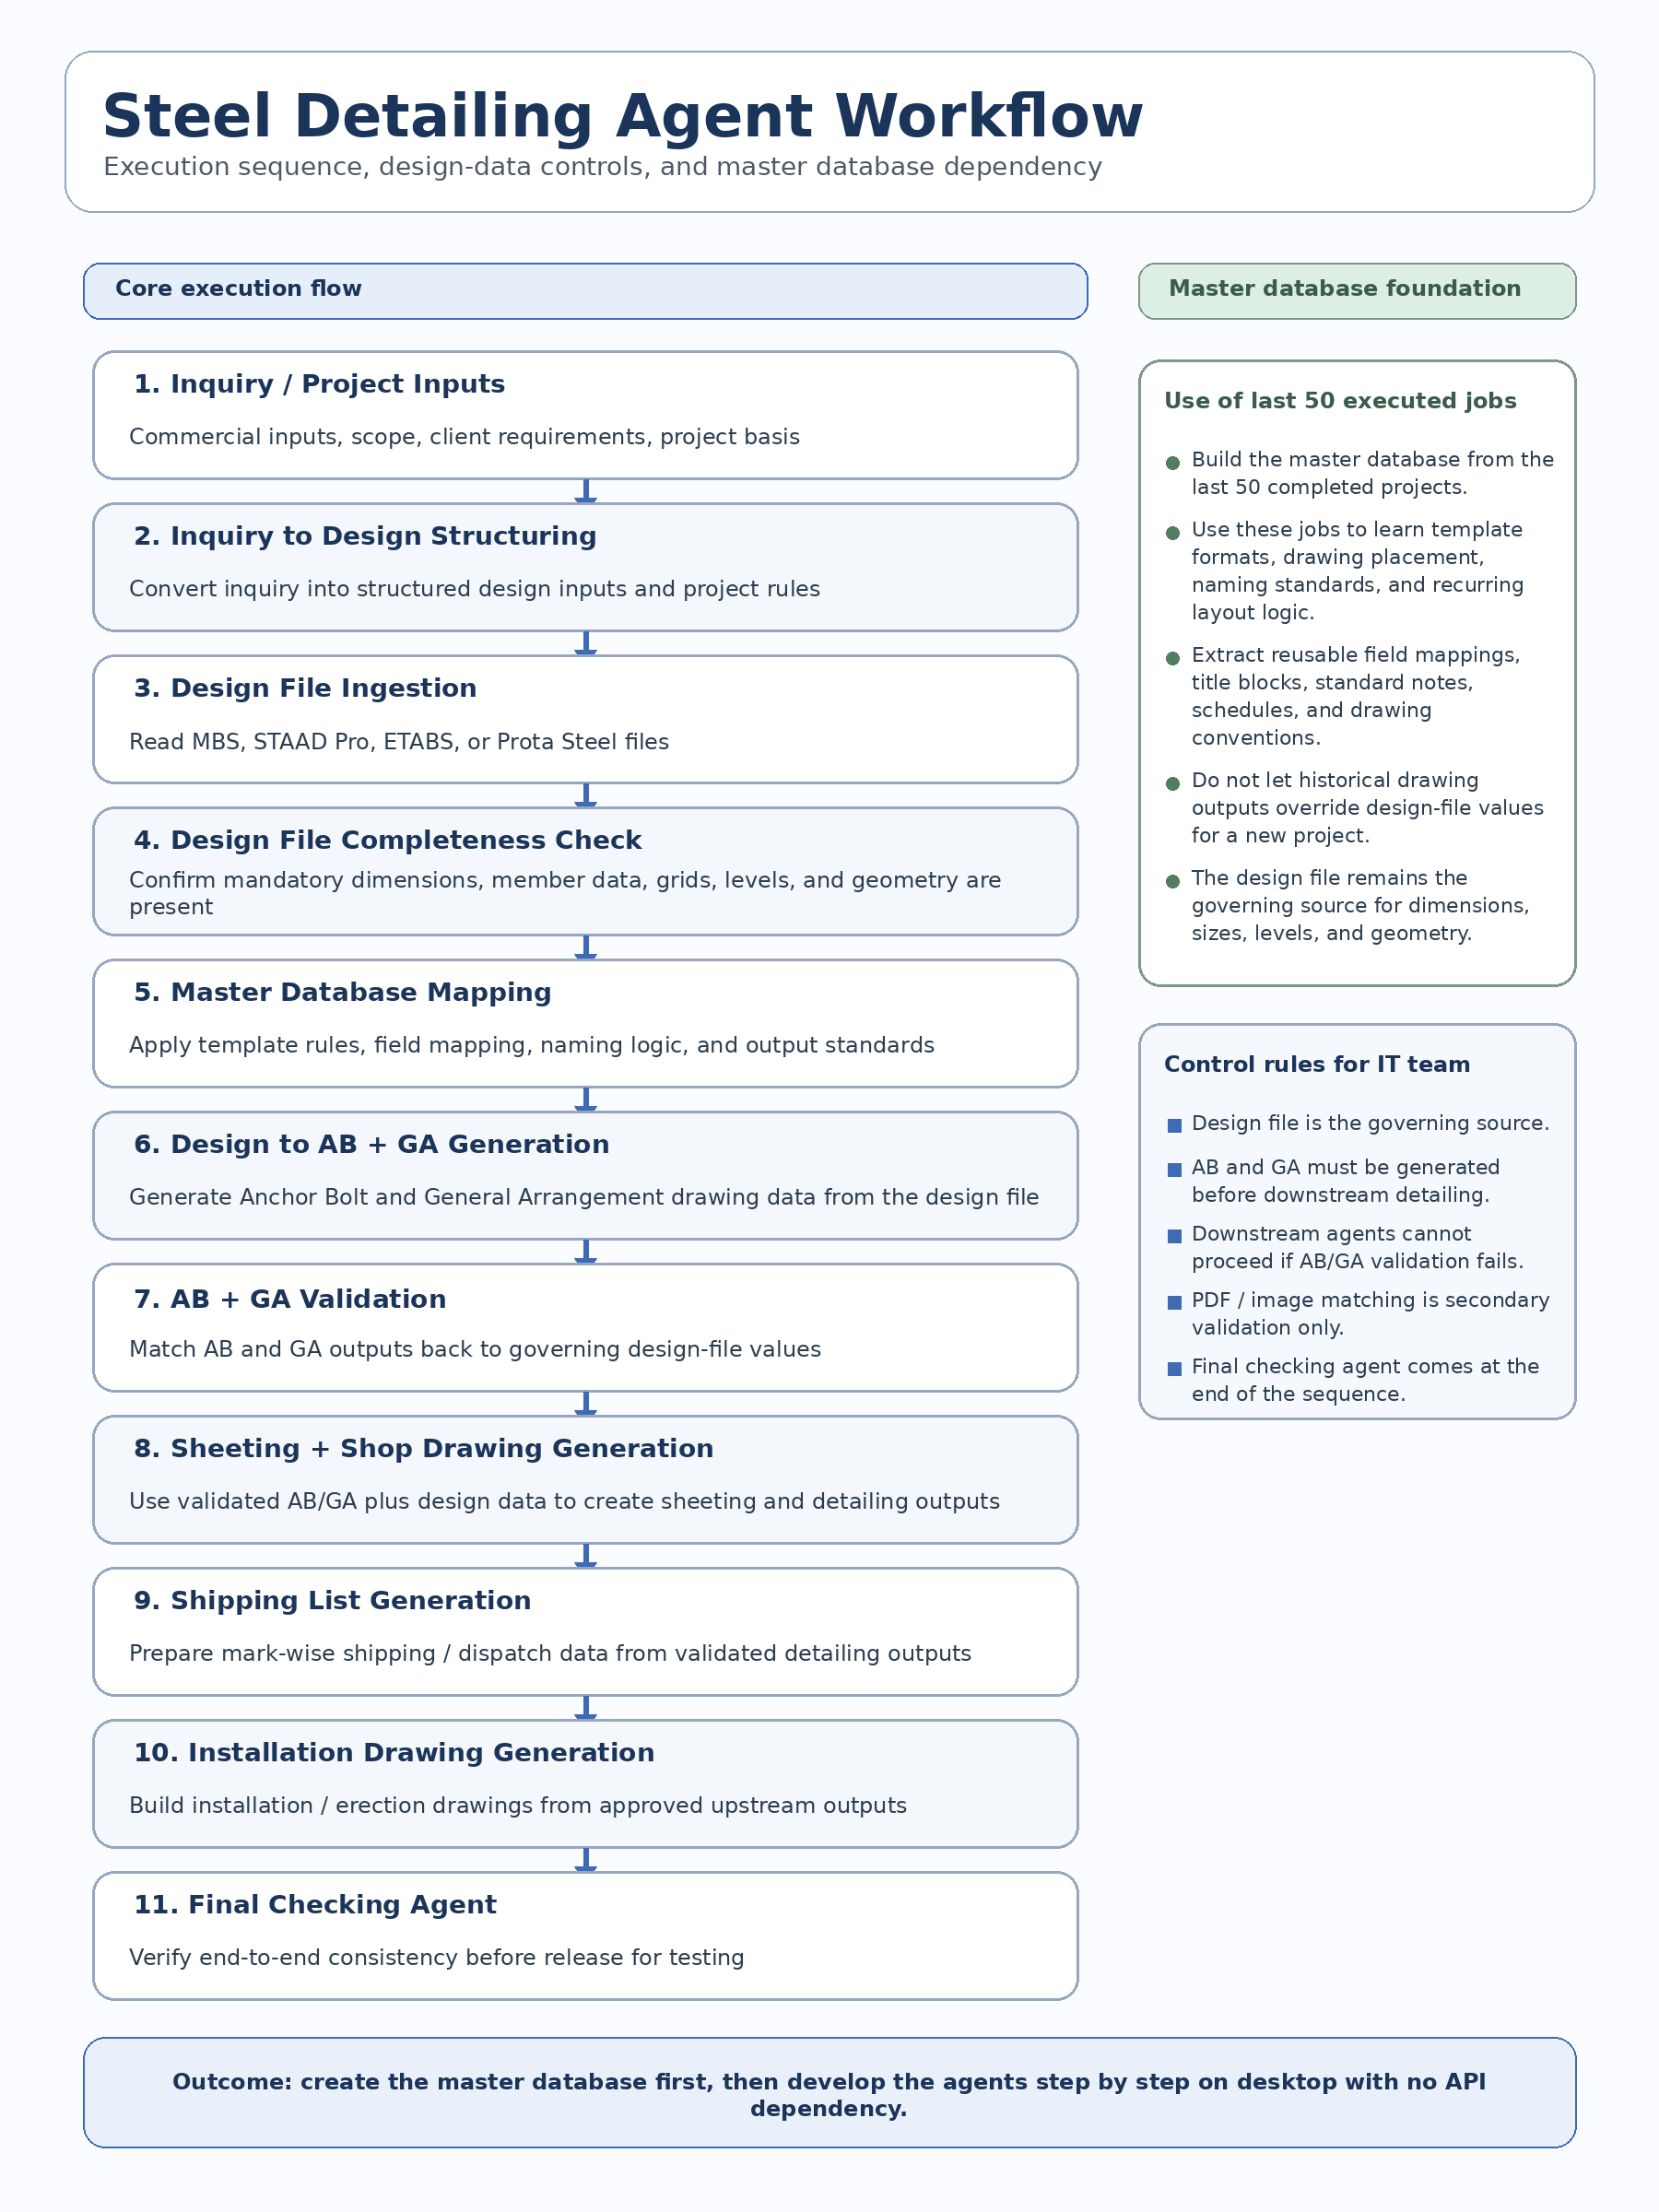 Steel Detailing Agent Workflow
Execution sequence, design-data controls, and master database dependency
Core execution flow
1. Inquiry / Project Inputs
Commercial inputs, scope, client requirements, project basis
2. Inquiry to Design Structuring
Convert inquiry into structured design inputs and project rules
3. Design File Ingestion
Read MBS, STAAD Pro, ETABS, or Prota Steel files
4. Design File Completeness Check
Confirm mandatory dimensions, member data, grids, levels, and geometry are
present
5. Master Database Mapping
Apply template rules, field mapping, naming logic, and output standards
6. Design to AB + GA Generation
Generate Anchor Bolt and General Arrangement drawing data from the design file
7. AB + GA Validation
Match AB and GA outputs back to governing design-file values
8. Sheeting + Shop Drawing Generation
Use validated AB/GA plus design data to create sheeting and detailing outputs
9. Shipping List Generation
Prepare mark-wise shipping / dispatch data from validated detailing outputs
10. Installation Drawing Generation
Build installation / erection drawings from approved upstream outputs
11. Final Checking Agent
Verify end-to-end consistency before release for testing
Master database foundation
Use of last 50 executed jobs
Build the master database from the
last 50 completed projects.
Use these jobs to learn template
formats, drawing placement,
naming standards, and recurring
layout logic.
Extract reusable field mappings,
title blocks, standard notes,
schedules, and drawing
conventions.
Do not let historical drawing
outputs override design-file values
for a new project.
The design file remains the
governing source for dimensions,
sizes, levels, and geometry.
Control rules for IT team
Design file is the governing source.
AB and GA must be generated
before downstream detailing.
Downstream agents cannot
proceed if AB/GA validation fails.
PDF / image matching is secondary
validation only.
Final checking agent comes at the
end of the sequence.
Outcome: create the master database first, then develop the agents step by step on desktop with no API
dependency.